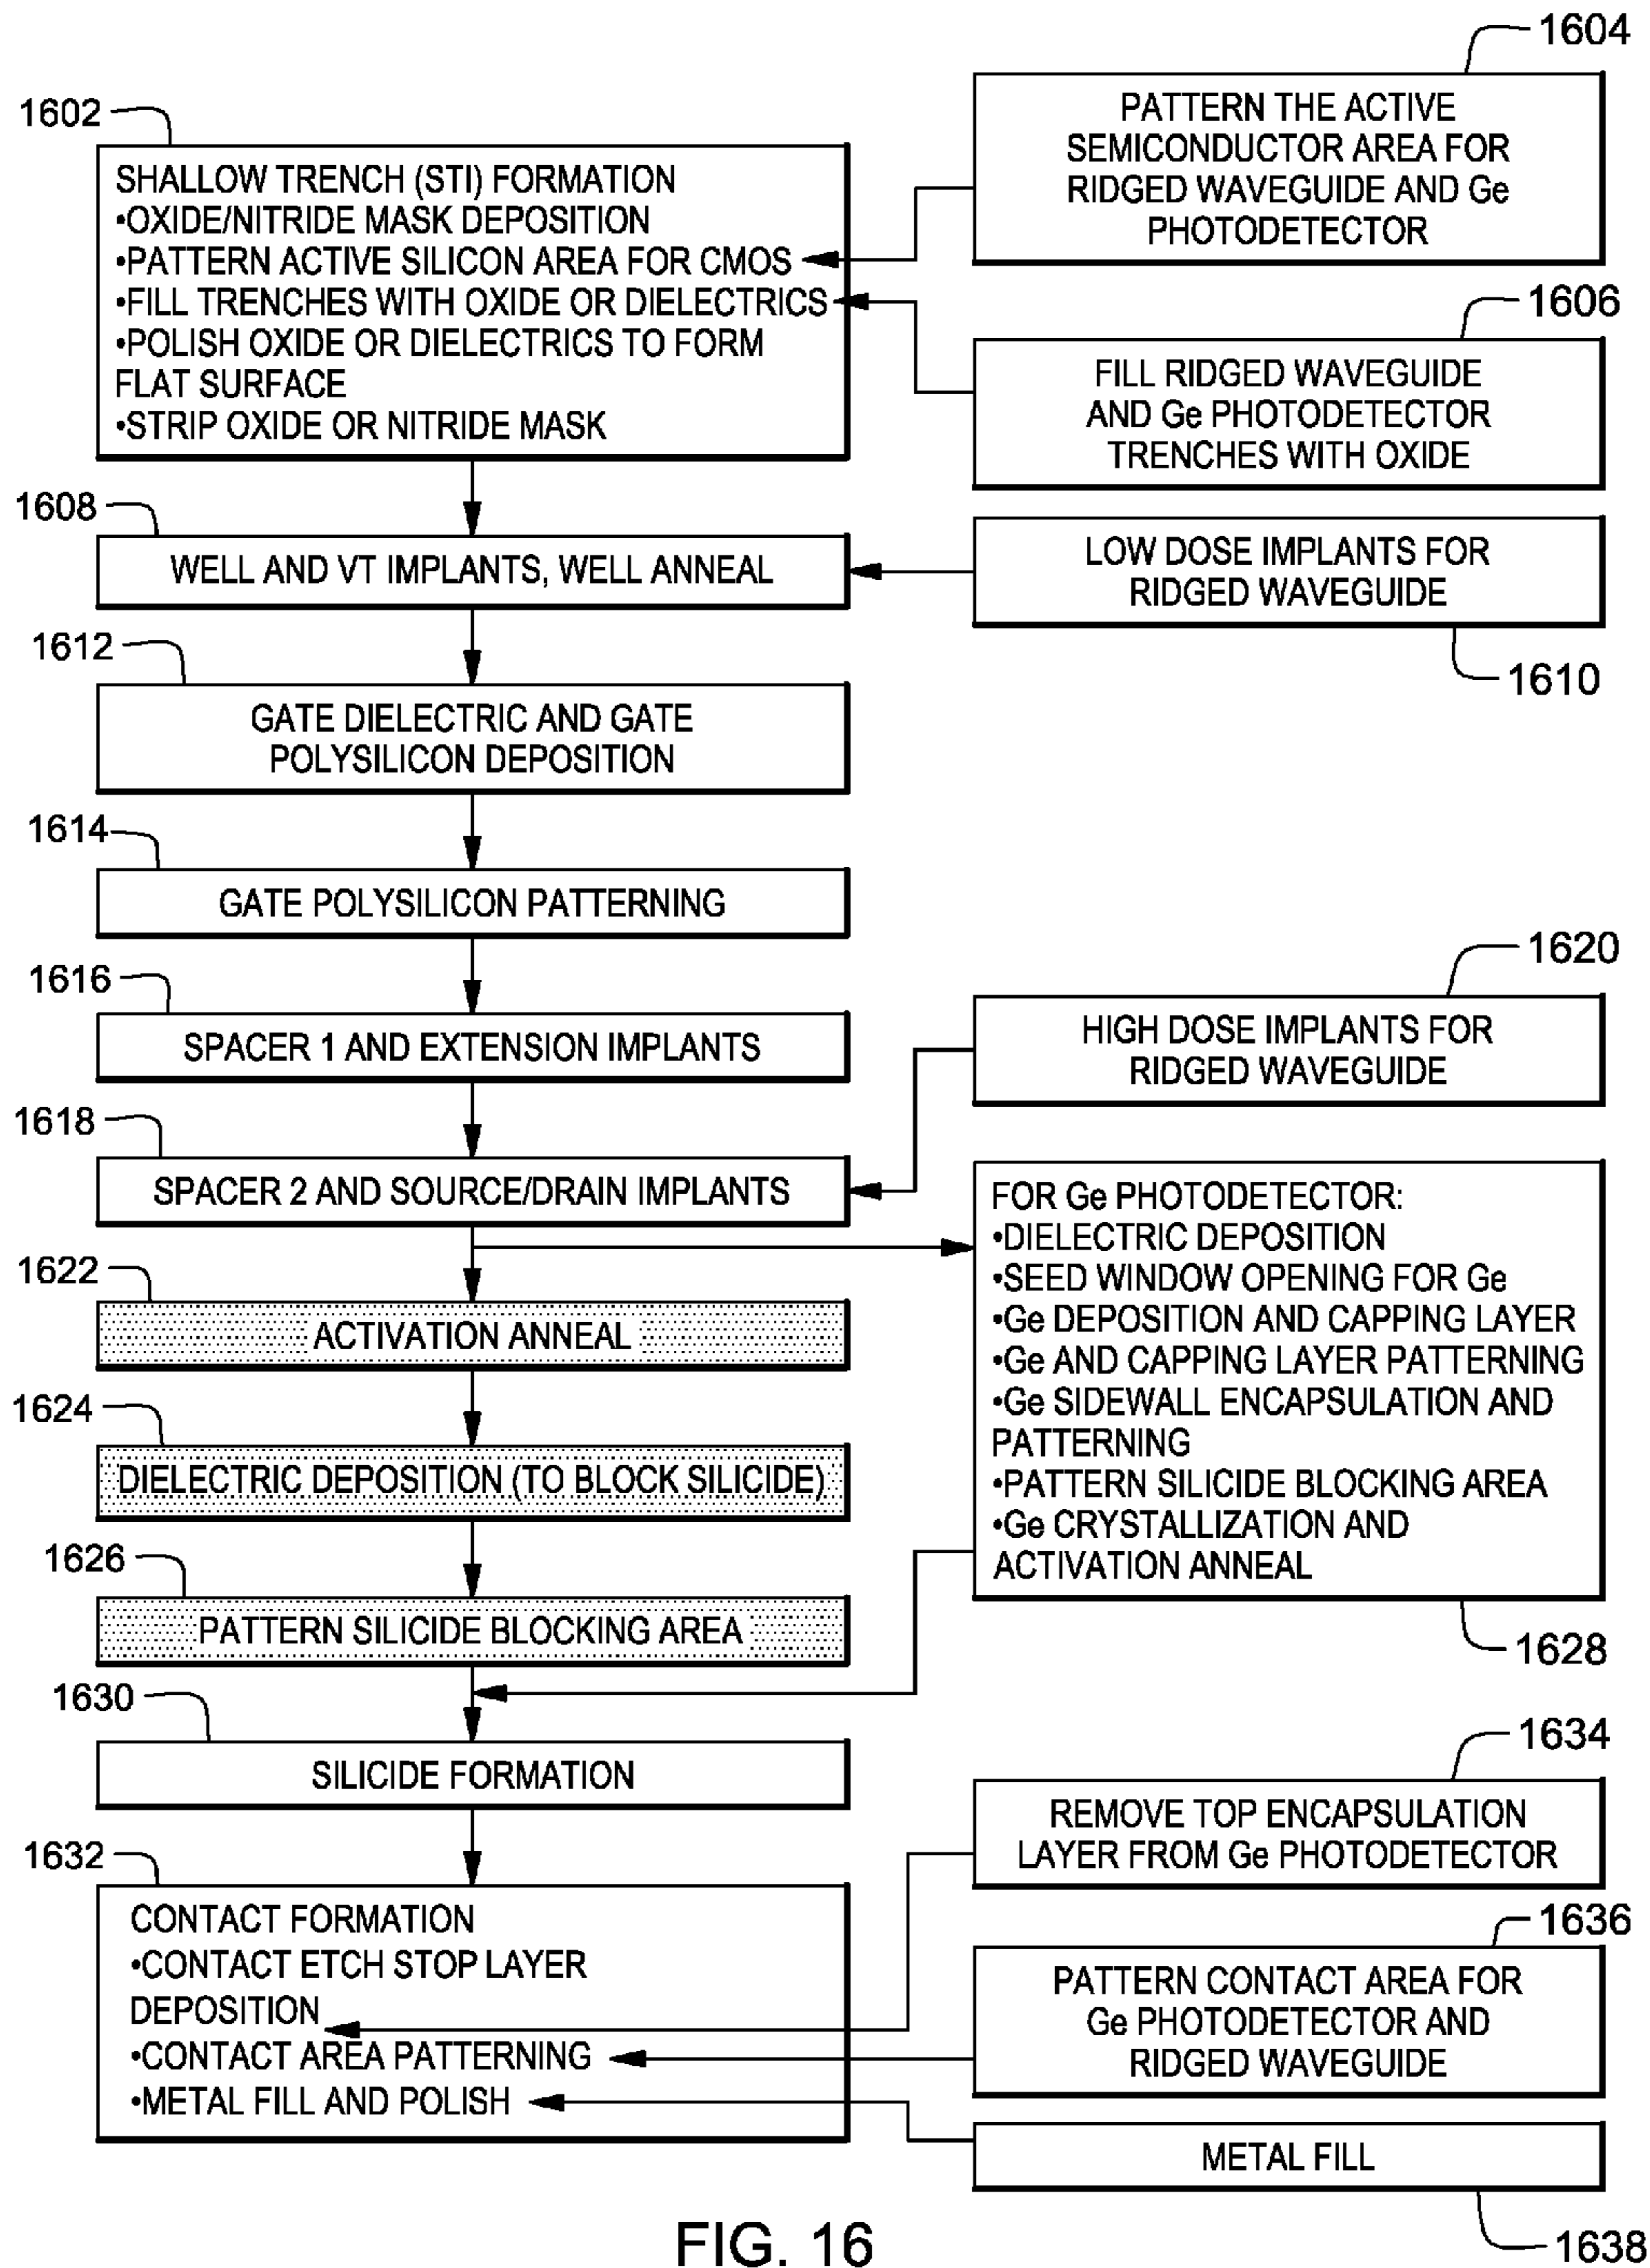 1604
PATTERN THE ACTIVE
SEMICONDUCTOR AREA FOR
RIDGED WAVEGUIDE AND Ge
PHOTODETECTOR
1602
SHALLOW TRENCH (STI) FORMATION
•OXIDE/NITRIDE MASK DEPOSITION
•PATTERN ACTIVE SILICON AREA FOR CMOS
•FILL TRENCHES WITH OXIDE OR DIELECTRICS
•POLISH OXIDE OR DIELECTRICS TO FORM
FLAT SURFACE
•STRIP OXIDE OR NITRIDE MASK
1606
FILL RIDGED WAVEGUIDE
AND Ge PHOTODETECTOR
TRENCHES WITH OXIDE
1608
WELL AND VT IMPLANTS, WELL ANNEAL
LOW DOSE IMPLANTS FOR
RIDGED WAVEGUIDE
1610
1612
GATE DIELECTRIC AND GATE
POLYSILICON DEPOSITION
1614
GATE POLYSILICON PATTERNING
1616
SPACER 1 AND EXTENSION IMPLANTS
1620
HIGH DOSE IMPLANTS FOR
RIDGED WAVEGUIDE
1618
SPACER 2 AND SOURCE/DRAIN IMPLANTS
FOR Ge PHOTODETECTOR:
•DIELECTRIC DEPOSITION
•SEED WINDOW OPENING FOR Ge
•Ge DEPOSITION AND CAPPING LAYER
•Ge AND CAPPING LAYER PATTERNING
•Ge SIDEWALL ENCAPSULATION AND
PATTERNING
•PATTERN SILICIDE BLOCKING AREA
•Ge CRYSTALLIZATION AND
ACTIVATION ANNEAL
1628
1622
ACTIVATION ANNEAL
1624
DIELECTRIC DEPOSITION (TO BLOCK SILICIDE)
1626
PATTERN SILICIDE BLOCKING AREA
1630
SILICIDE FORMATION
1634
REMOVE TOP ENCAPSULATION
LAYER FROM Ge PHOTODETECTOR
1632
CONTACT FORMATION
•CONTACT ETCH STOP LAYER
DEPOSITION
•CONTACT AREA PATTERNING
•METAL FILL AND POLISH
1636
PATTERN CONTACT AREA FOR
Ge PHOTODETECTOR AND
RIDGED WAVEGUIDE
METAL FILL
1638
FIG. 16